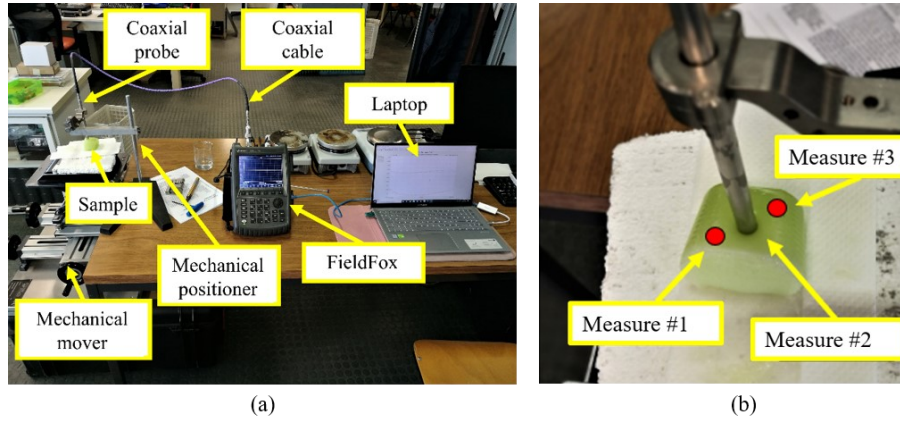 Coaxial
probe
Coaxial
cable
Laptop
Sample
Mechanical
positioner
FieldFox
Mechanical
mover
(a)
Measure #3
Measure #1
Measure #2
(b)